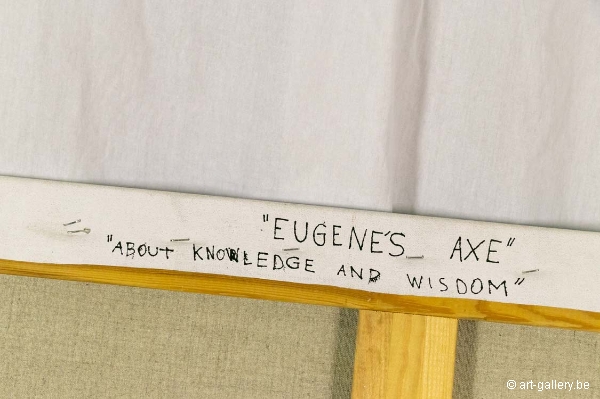 "EUGENE'S AXE"
"ABOUT KNOWLEDGE AND WISDOM"
© art-gallery.be